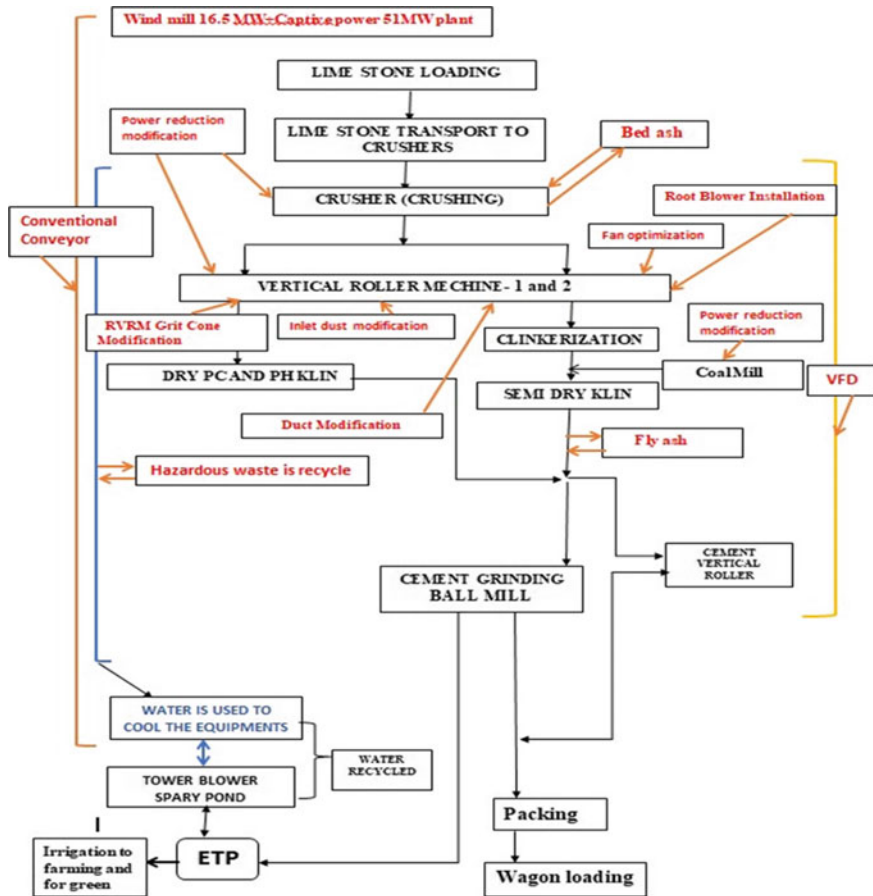 Wind mill 16.5 MW+Captive power 51MW plant
LIME STONE LOADING
Power reduction
modification
LIME STONE TRANSPORT TO
CRUSHERS
Bed ash
CRUSHER (CRUSHING)
Root Blower Installation
Conventional
Conveyor
Fan optimization
VERTICAL ROLLER MECHINE- 1 and 2
RVRM Grit Cone
Modification
Inlet dust modification
Power reduction
modification
CLINKERIZATION
DRY PC AND PH KLIN
Coal Mill
VFD
SEMI DRY KLIN
Duct Modification
Fly ash
Hazardous waste is recycle
CEMENT
VERTICAL
ROLLER
CEMENT GRINDING
BALL MILL
WATER IS USED TO
COOL THE EQUIPMENTS
WATER
RECYCLED
TOWER BLOWER
SPARY POND
Packing
Irrigation to
farming and
for green
ETP
Wagon loading